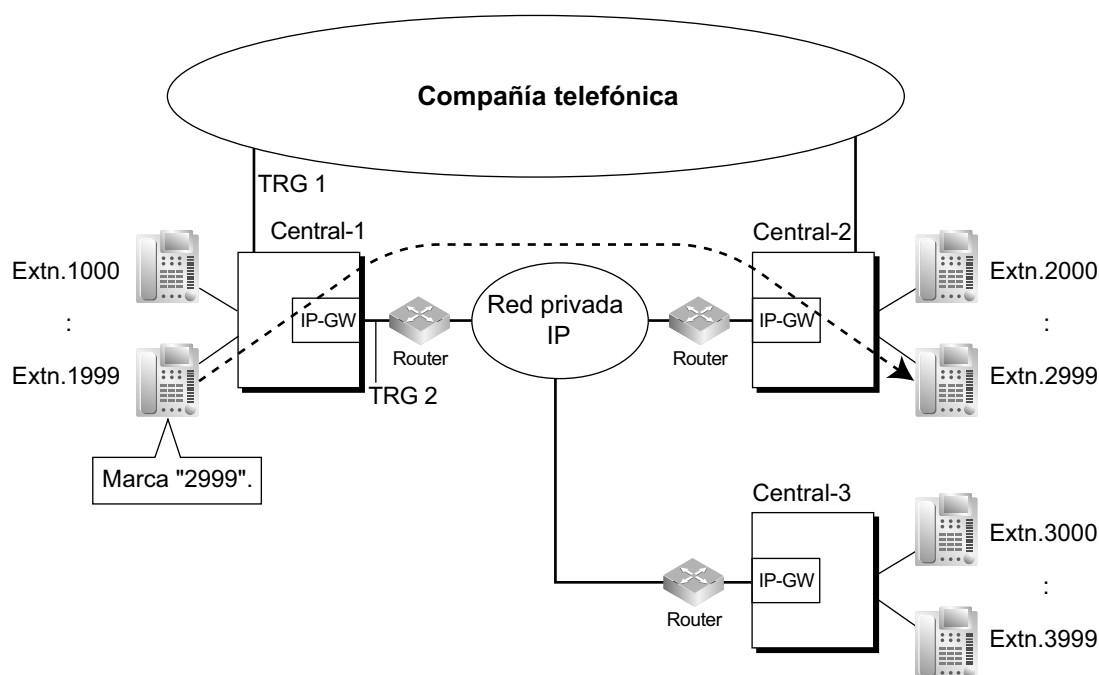 Compañía telefónica
TRG 1
Central-1
Central-2
Extn.1000
:
Extn.1999
IP-GW
Router
TRG 2
Red privada
IP
Router
IP-GW
Extn.2000
:
Extn.2999
Marca "2999".
Central-3
IP-GW
Router
Extn.3000
:
Extn.3999